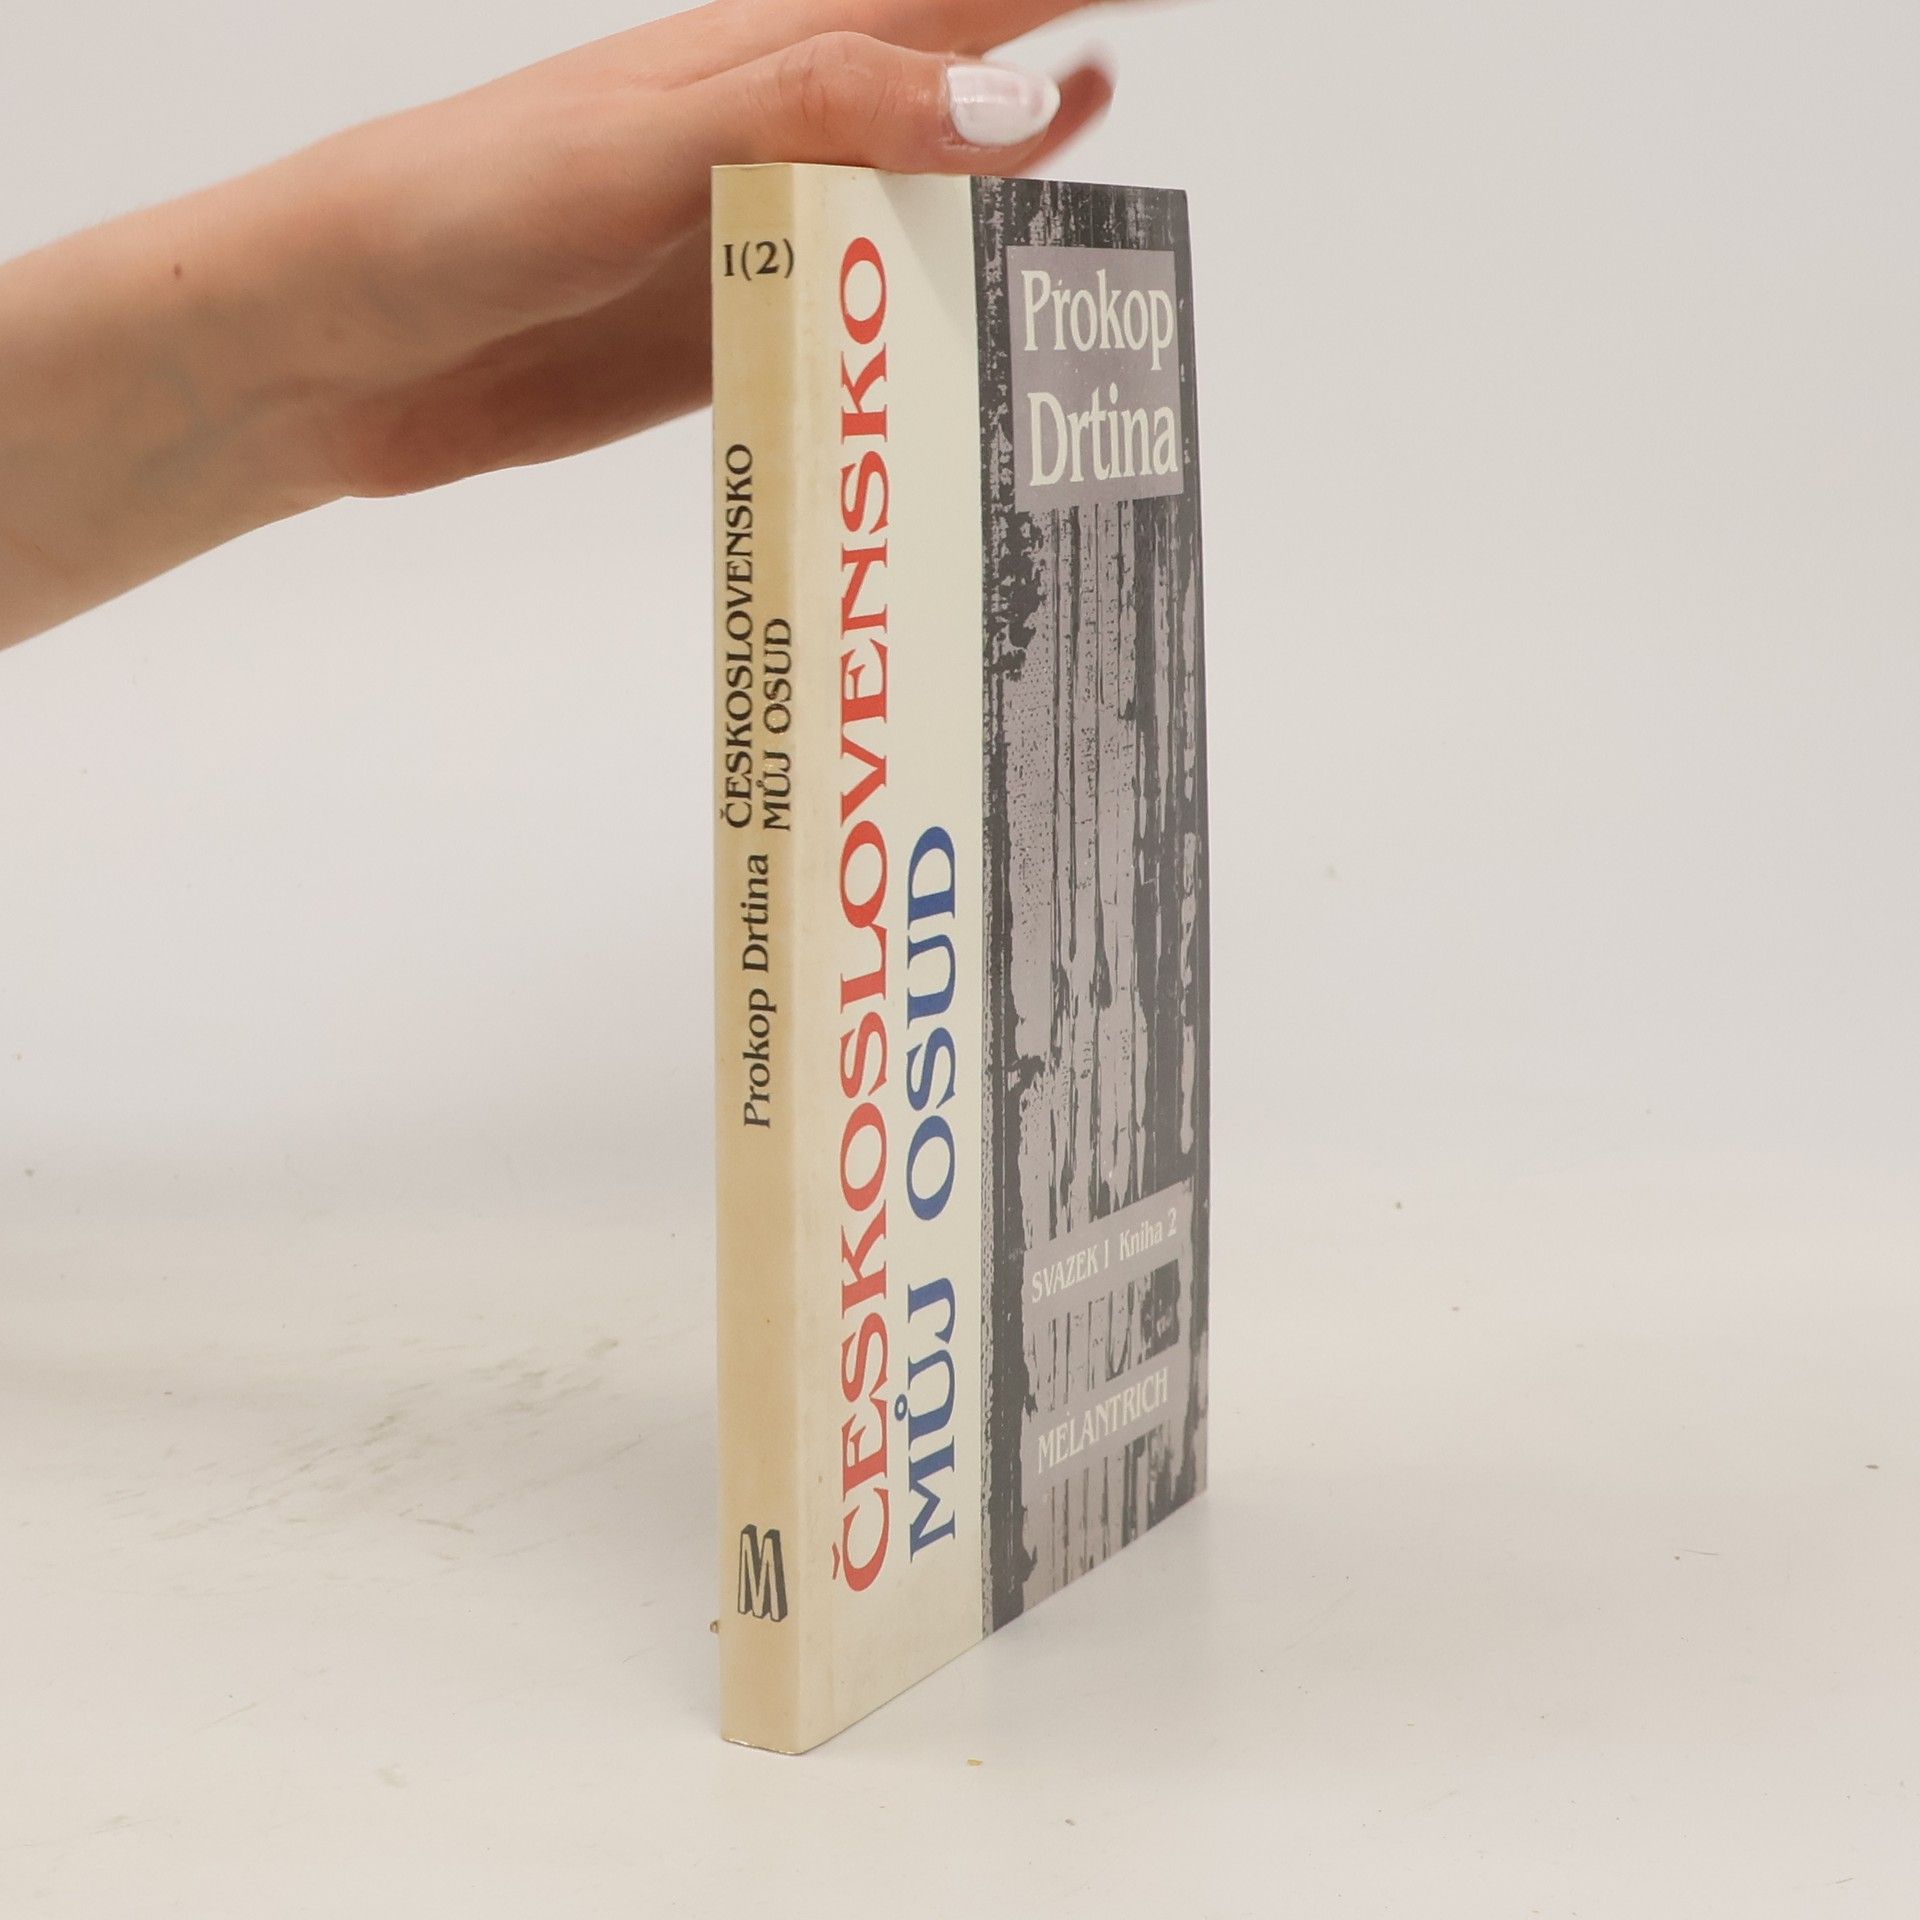 I(2)
Prokop Drtina
ČESKOSLOVENSKO
MŮJ OSUD
M
ČESKOSLOVENSKO
MŮJ OSUD
Prokop
Drtina
SVAZEK I Kniha 2
MELANTRICH